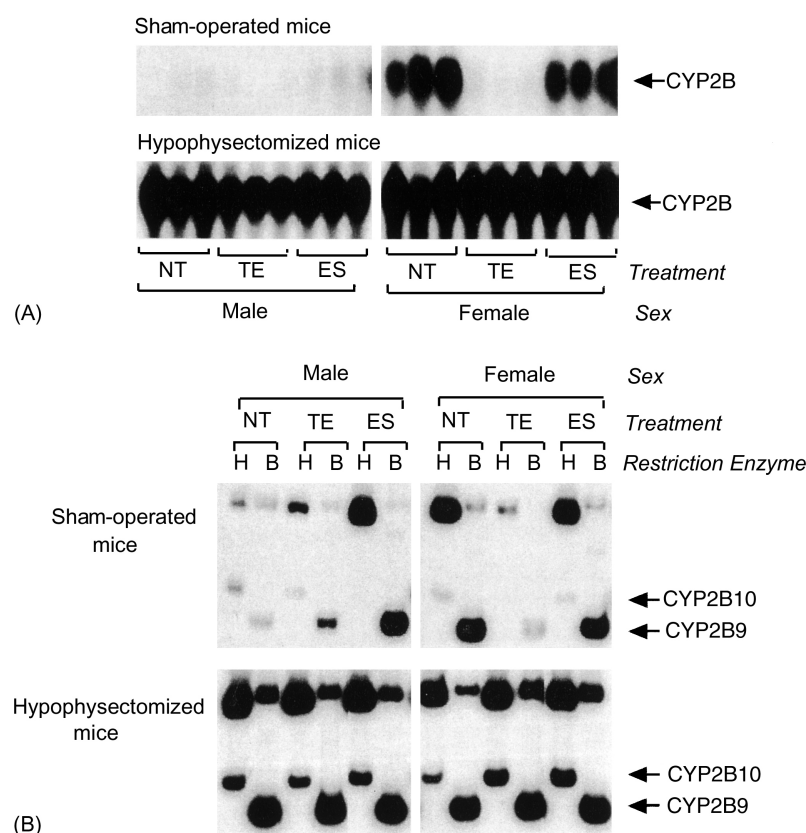 Sham-operated mice
CYP2B
Hypophysectomized mice
CYP2B
NT TE ES NT TE ES Treatment
(A) Male Female Sex
Male Female Sex
NT TE ES NT TE ES Treatment
H B H B H B H B H B H B Restriction Enzyme
Sham-operated
mice
CYP2B10
CYP2B9
Hypophysectomized
mice
CYP2B10
CYP2B9
(B)